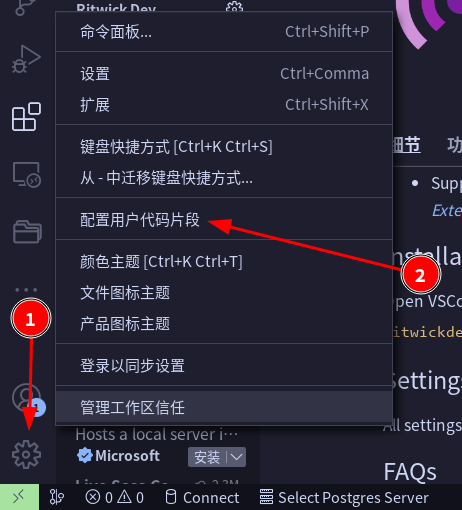 Ritwick Dev
命令面板... Ctrl+Shift+P
设置 Ctrl+Comma
扩展 Ctrl+Shift+X
键盘快捷方式 [Ctrl+K Ctrl+S]
从 - 中迁移键盘快捷方式...
配置用户代码片段
颜色主题 [Ctrl+K Ctrl+T]
文件图标主题
产品图标主题
登录以同步设置
管理工作区信任
1
2
细节 功
Supp
Exte
Installa
Open VSCo
ritwickde
Settings
All settings
FAQs
Hosts a local server i…
Microsoft 安装
0 0 Connect Select Postgres Server